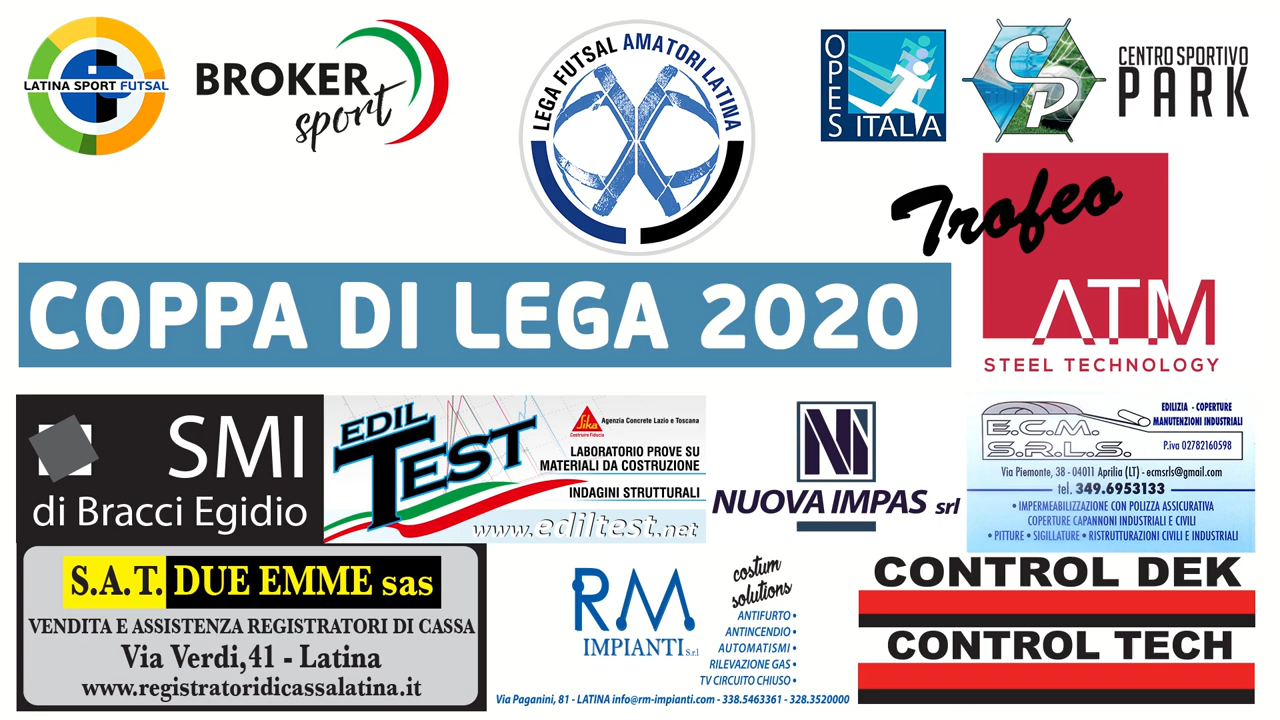 LATINA SPORT FUTSAL
BROKER
sport
LEGA FUTSAL AMATORI LATINA
OPES
ITALIA
CP
CENTRO SPORTIVO
PARK
Trofeo
ATM
STEEL TECHNOLOGY
COPPA DI LEGA 2020
SMI
di Bracci Egidio
EDIL
TEST
Sika
Costruire Fiducia
Agenzia Concrete Lazio e Toscana
LABORATORIO PROVE SU
MATERIALI DA COSTRUZIONE
INDAGINI STRUTTURALI
www.ediltest.net
NI
NUOVA IMPAS srl
E.C.M.
S.R.L.S.
EDILIZIA - COPERTURE
MANUTENZIONI INDUSTRIALI
P.iva 02782160598
Via Piemonte, 38 - 04011 Aprilia (LT) - ecmsrls@gmail.com
tel. 349.6953133
• IMPERMEABILIZZAZIONE CON POLIZZA ASSICURATIVA
COPERTURE CAPANNONI INDUSTRIALI E CIVILI
• PITTURE • SIGILLATURE • RISTRUTTURAZIONI CIVILI E INDUSTRIALI
S.A.T. DUE EMME sas
VENDITA E ASSISTENZA REGISTRATORI DI CASSA
Via Verdi,41 - Latina
www.registratoridicassalatina.it
RM
IMPIANTI S.r.l
costum
solutions
ANTIFURTO •
ANTINCENDIO •
AUTOMATISMI •
RILEVAZIONE GAS •
TV CIRCUITO CHIUSO •
Via Paganini, 81 - LATINA info@rm-impianti.com - 338.5463361 - 328.3520000
CONTROL DEK
CONTROL TECH